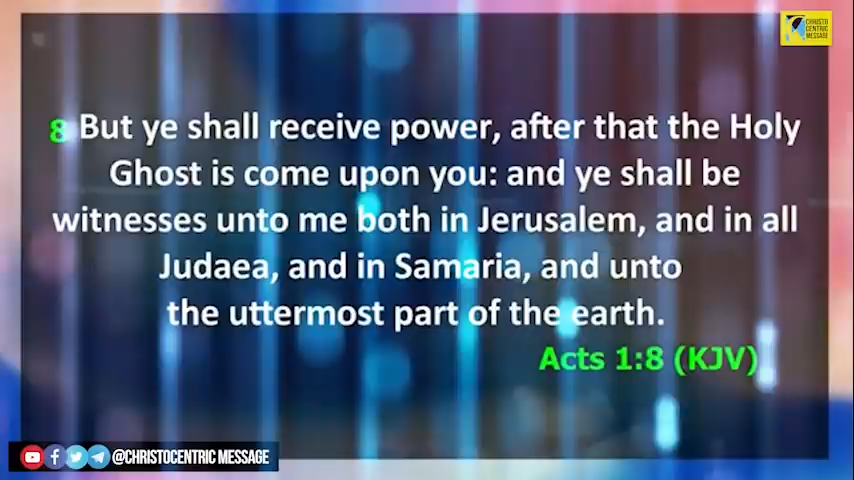 CHRISTO
CENTRIC
MESSAGE
8 But ye shall receive power, after that the Holy
Ghost is come upon you: and ye shall be
witnesses unto me both in Jerusalem, and in all
Judaea, and in Samaria, and unto
the uttermost part of the earth.
Acts 1:8 (KJV)
@CHRISTOCENTRIC MESSAGE